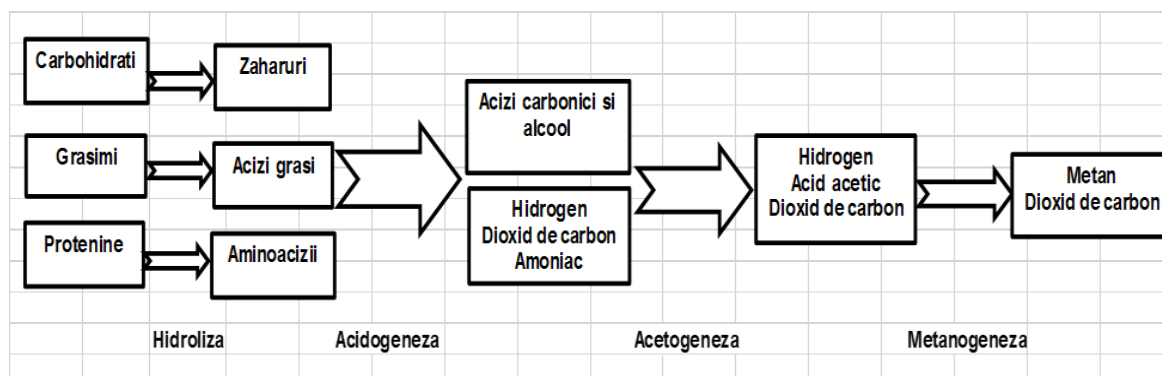 Carbohidrati
Zaharuri
Grasimi
Acizi grasi
Protenine
Aminoacizii
Acizi carbonici si
alcool
Hidrogen
Dioxid de carbon
Amoniac
Hidrogen
Acid acetic
Dioxid de carbon
Metan
Dioxid de carbon
Hidroliza
Acidogeneza
Acetogeneza
Metanogeneza